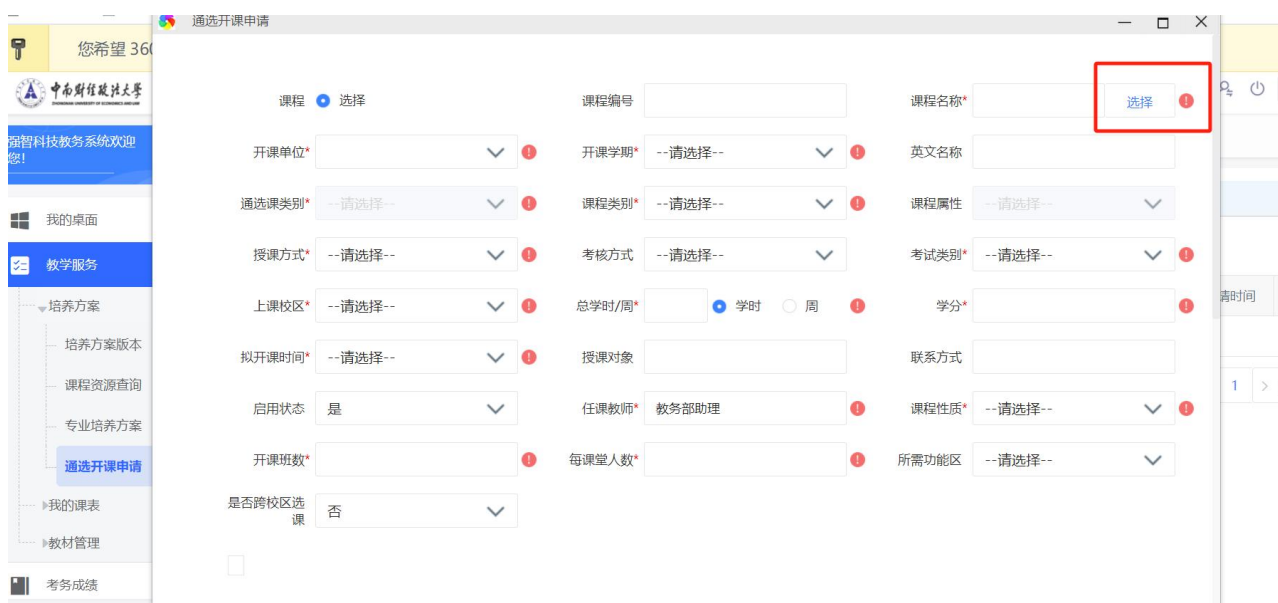 通选开课申请
您希望 360
中南财经政法大学
ZHONGNAN UNIVERSITY OF ECONOMICS AND LAW
强智科技教务系统欢迎
您!
我的桌面
教学服务
培养方案
培养方案版本
课程资源查询
专业培养方案
通选开课申请
我的课表
教材管理
考务成绩
课程 选择 课程编号 课程名称* 选择
开课单位* 开课学期* --请选择-- 英文名称
通选课类别* --请选择-- 课程类别* --请选择-- 课程属性 --请选择--
授课方式* --请选择-- 考核方式 --请选择-- 考试类别* --请选择--
上课校区* --请选择-- 总学时/周* 学时 周 学分*
拟开课时间* --请选择-- 授课对象 联系方式
启用状态 是 任课教师* 教务部助理 课程性质* --请选择--
开课班数* 每课堂人数* 所需功能区 --请选择--
是否跨校区选
课 否
请时间
1 >